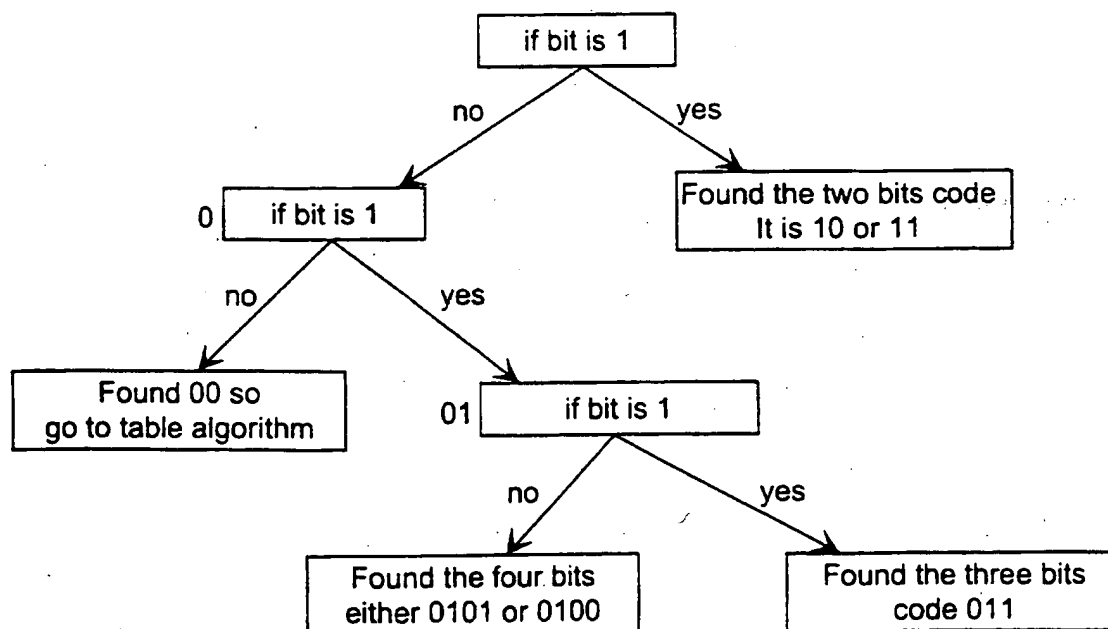 if bit is 1
no
yes
0
if bit is 1
Found the two bits code
It is 10 or 11
no
yes
Found 00 so
go to table algorithm
01
if bit is 1
no
yes
Found the four bits
either 0101 or 0100
Found the three bits
code 011